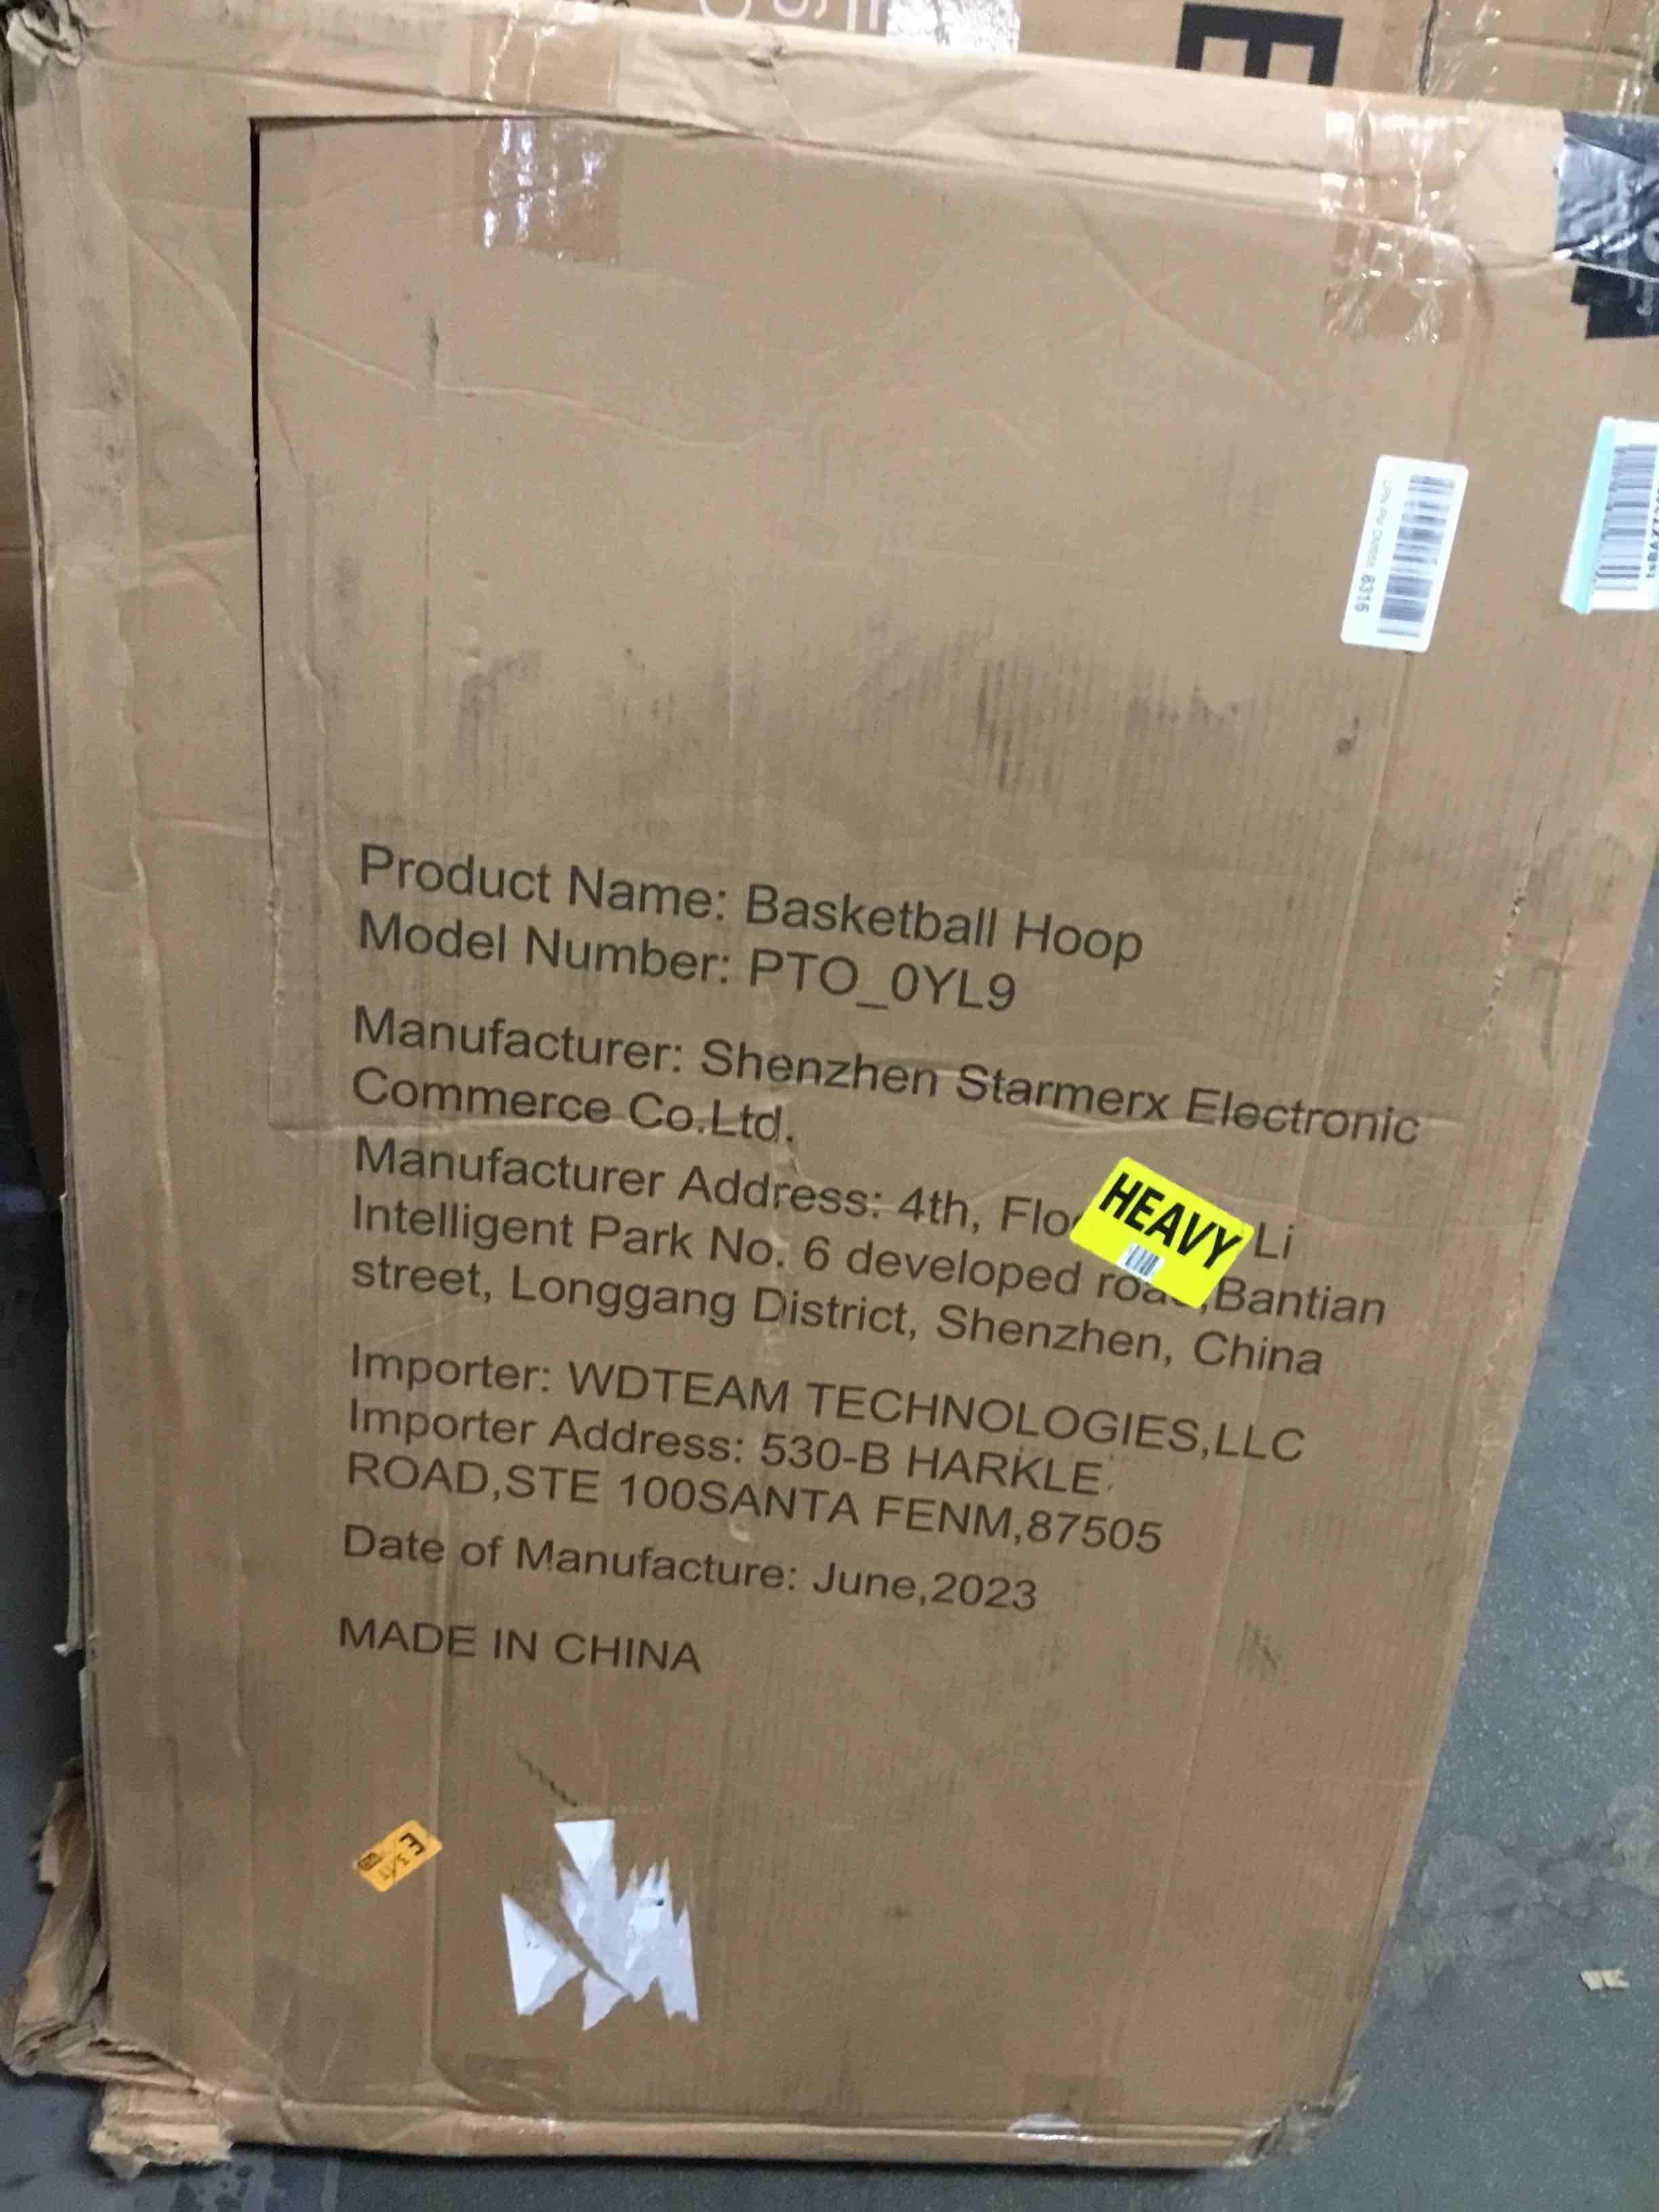 E
8316
Product Name: Basketball Hoop
Model Number: PTO_0YL9
Manufacturer: Shenzhen Starmerx Electronic
Commerce Co.Ltd.
Manufacturer Address: 4th, Li
HEAVY
Intelligent Park No. 6 developed ,Bantian
street, Longgang District, Shenzhen, China
Importer: WDTEAM TECHNOLOGIES,LLC
Importer Address: 530-B HARKLE
ROAD,STE 100SANTA FENM,87505
Date of Manufacture: June,2023
MADE IN CHINA
E